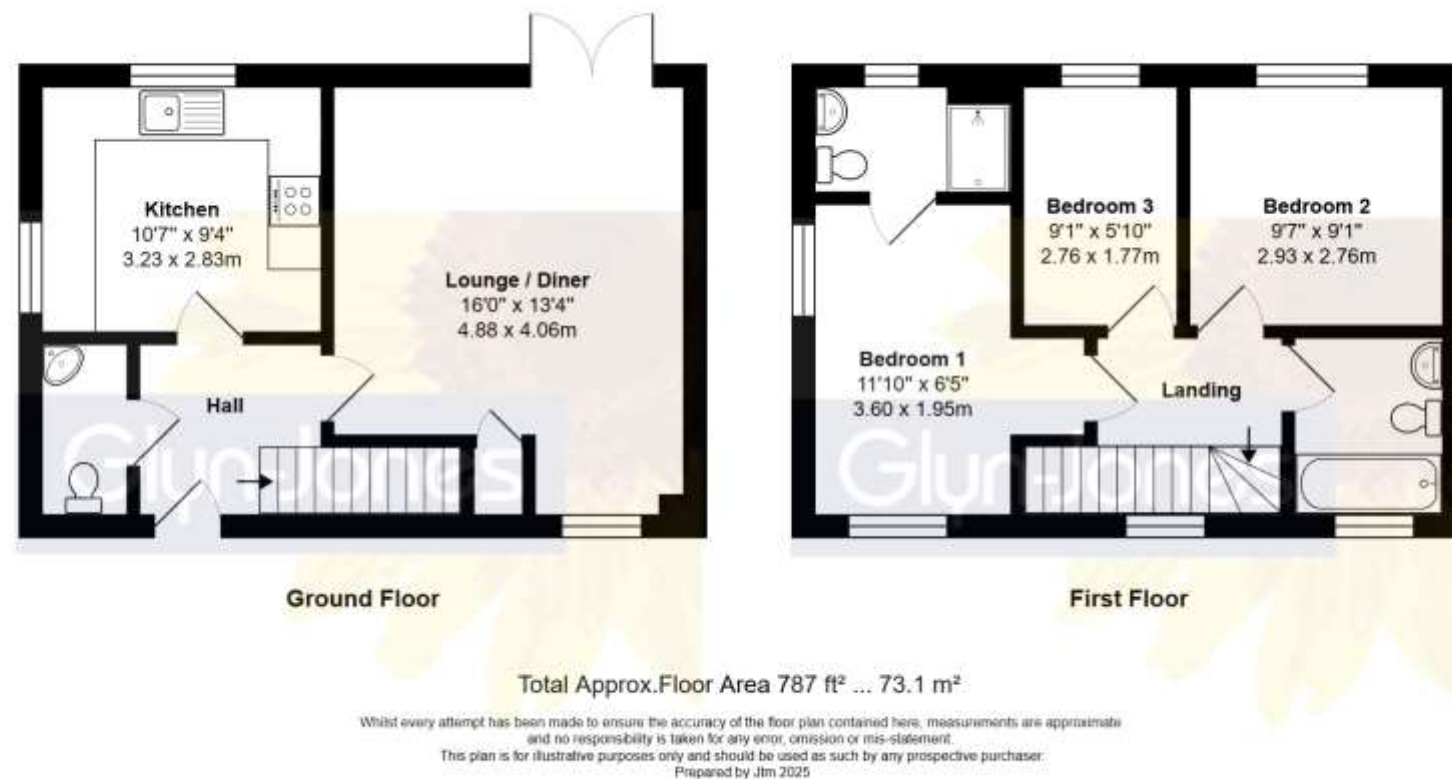 Kitchen
10'7" x 9'4"
3.23 x 2.83m
Lounge / Diner
16'0" x 13'4"
4.88 x 4.06m
Hall
Glyn-Jones
Ground Floor
Bedroom 3
9'1" x 5'10"
2.76 x 1.77m
Bedroom 2
9'7" x 9'1"
2.93 x 2.76m
Bedroom 1
11'10" x 6'5"
3.60 x 1.95m
Landing
Glyn-Jones
First Floor
Total Approx.Floor Area 787 ft² ... 73.1 m²
Whilst every attempt has been made to ensure the accuracy of the floor plan contained here, measurements are approximate
and no responsibility is taken for any error, omission or mis-statement.
This plan is for illustrative purposes only and should be used as such by any prospective purchaser.
Prepared by Jtm 2025